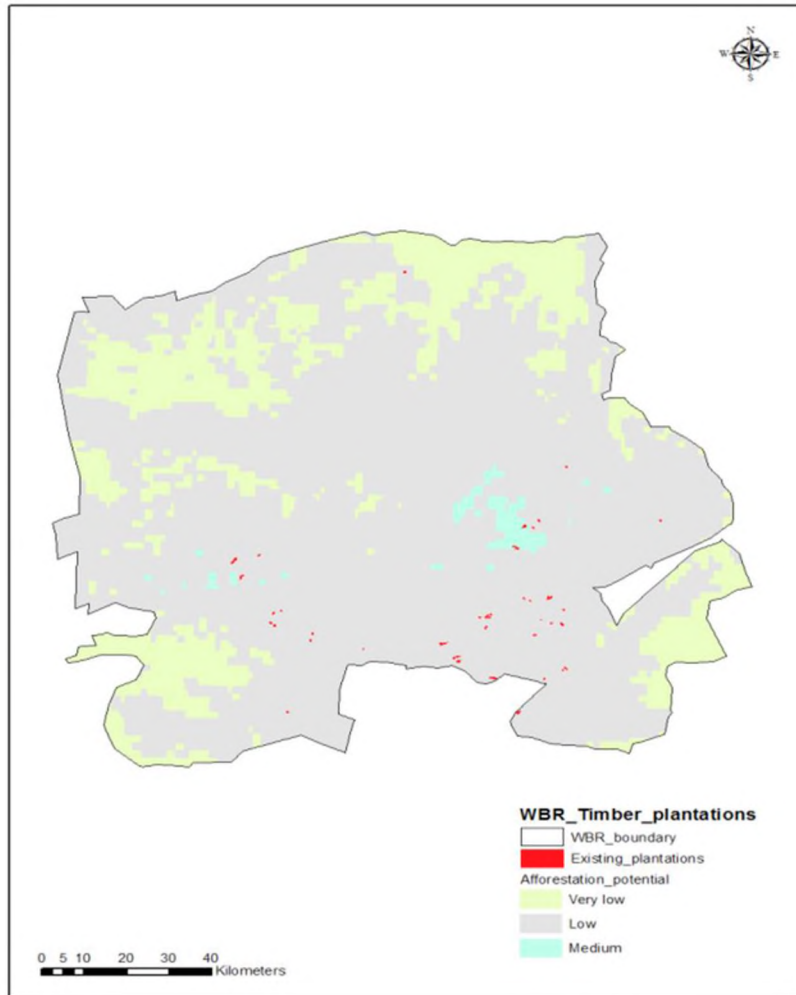 N
W E
S
WBR_Timber_plantations
WBR_boundary
Existing_plantations
Afforestation_potential
Very low
Low
Medium
0 5 10 20 30 40
Kilometers